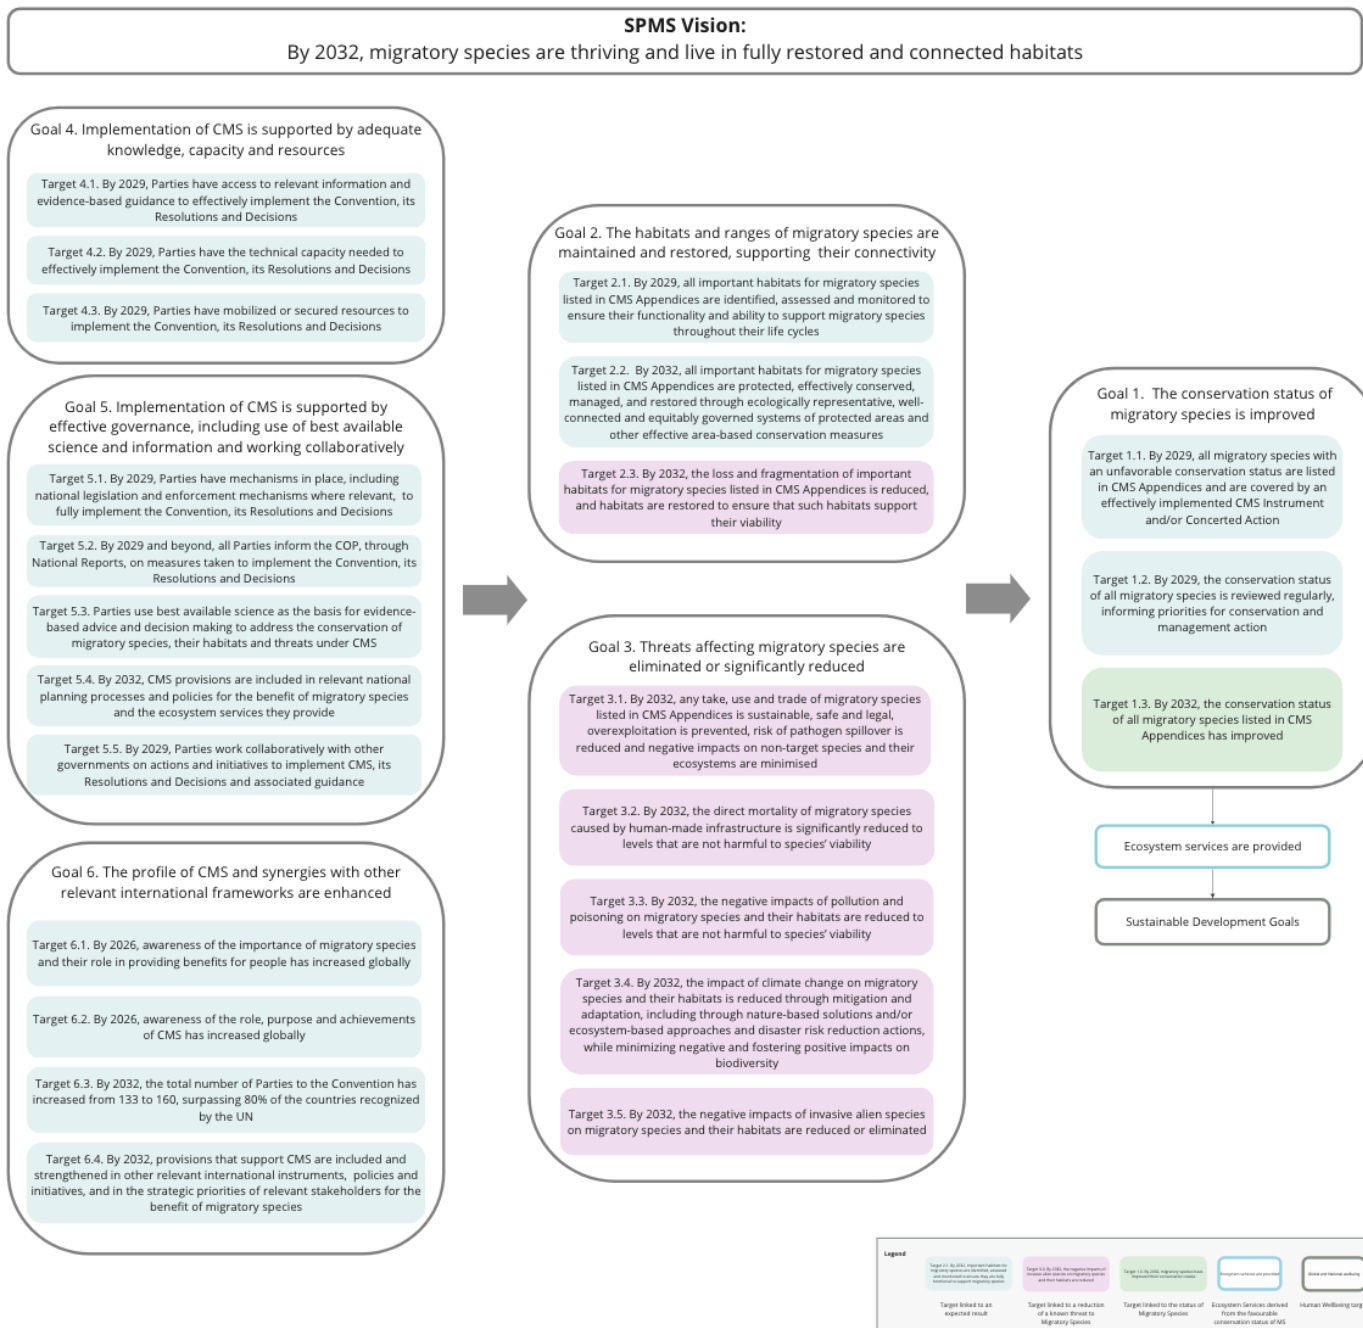 SPMS Vision:
By 2032, migratory species are thriving and live in fully restored and connected habitats
Goal 4. Implementation of CMS is supported by adequate
knowledge, capacity and resources
Target 4.1. By 2029, Parties have access to relevant information and
evidence-based guidance to effectively implement the Convention, its
Resolutions and Decisions
Target 4.2. By 2029, Parties have the technical capacity needed to
effectively implement the Convention, its Resolutions and Decisions
Target 4.3. By 2029, Parties have mobilized or secured resources to
implement the Convention, its Resolutions and Decisions
Goal 5. Implementation of CMS is supported by
effective governance, including use of best available
science and information and working collaboratively
Target 5.1. By 2029, Parties have mechanisms in place, including
national legislation and enforcement mechanisms where relevant, to
fully implement the Convention, its Resolutions and Decisions
Target 5.2. By 2029 and beyond, all Parties inform the COP, through
National Reports, on measures taken to implement the Convention, its
Resolutions and Decisions
Target 5.3. Parties use best available science as the basis for evidence-
based advice and decision making to address the conservation of
migratory species, their habitats and threats under CMS
Target 5.4. By 2032, CMS provisions are included in relevant national
planning processes and policies for the benefit of migratory species
and the ecosystem services they provide
Target 5.5. By 2029, Parties work collaboratively with other
governments on actions and initiatives to implement CMS, its
Resolutions and Decisions and associated guidance
Goal 6. The profile of CMS and synergies with other
relevant international frameworks are enhanced
Target 6.1. By 2026, awareness of the importance of migratory species
and their role in providing benefits for people has increased globally
Target 6.2. By 2026, awareness of the role, purpose and achievements
of CMS has increased globally
Target 6.3. By 2032, the total number of Parties to the Convention has
increased from 133 to 160, surpassing 80% of the countries recognized
by the UN
Target 6.4. By 2032, provisions that support CMS are included and
strengthened in other relevant international instruments, policies and
initiatives, and in the strategic priorities of relevant stakeholders for the
benefit of migratory species
Goal 2. The habitats and ranges of migratory species are
maintained and restored, supporting their connectivity
Target 2.1. By 2029, all important habitats for migratory species
listed in CMS Appendices are identified, assessed and monitored to
ensure their functionality and ability to support migratory species
throughout their life cycles
Target 2.2. By 2032, all important habitats for migratory species
listed in CMS Appendices are protected, effectively conserved,
managed, and restored through ecologically representative, well-
connected and equitably governed systems of protected areas and
other effective area-based conservation measures
Target 2.3. By 2032, the loss and fragmentation of important
habitats for migratory species listed in CMS Appendices is reduced,
and habitats are restored to ensure that such habitats support
their viability
Goal 3. Threats affecting migratory species are
eliminated or significantly reduced
Target 3.1. By 2032, any take, use and trade of migratory species
listed in CMS Appendices is sustainable, safe and legal,
overexploitation is prevented, risk of pathogen spillover is
reduced and negative impacts on non-target species and their
ecosystems are minimised
Target 3.2. By 2032, the direct mortality of migratory species
caused by human-made infrastructure is significantly reduced to
levels that are not harmful to species' viability
Target 3.3. By 2032, the negative impacts of pollution and
poisoning on migratory species and their habitats are reduced to
levels that are not harmful to species' viability
Target 3.4. By 2032, the impact of climate change on migratory
species and their habitats is reduced through mitigation and
adaptation, including through nature-based solutions and/or
ecosystem-based approaches and disaster risk reduction actions,
while minimizing negative and fostering positive impacts on
biodiversity
Target 3.5. By 2032, the negative impacts of invasive alien species
on migratory species and their habitats are reduced or eliminated
Goal 1. The conservation status of
migratory species is improved
Target 1.1. By 2029, all migratory species with
an unfavorable conservation status are listed
in CMS Appendices and are covered by an
effectively implemented CMS Instrument
and/or Concerted Action
Target 1.2. By 2029, the conservation status
of all migratory species is reviewed regularly,
informing priorities for conservation and
management action
Target 1.3. By 2032, the conservation status
of all migratory species listed in CMS
Appendices has improved
Ecosystem services are provided
Sustainable Development Goals
Legend
Ecosystem services are provided
Target linked to an
expected result
Target linked to a reduction
of a known threat to
Migratory Species
Target linked to the status of
Migratory Species
Ecosystem Services derived
from the favourable
conservation status of MS
Human Wellbeing targ